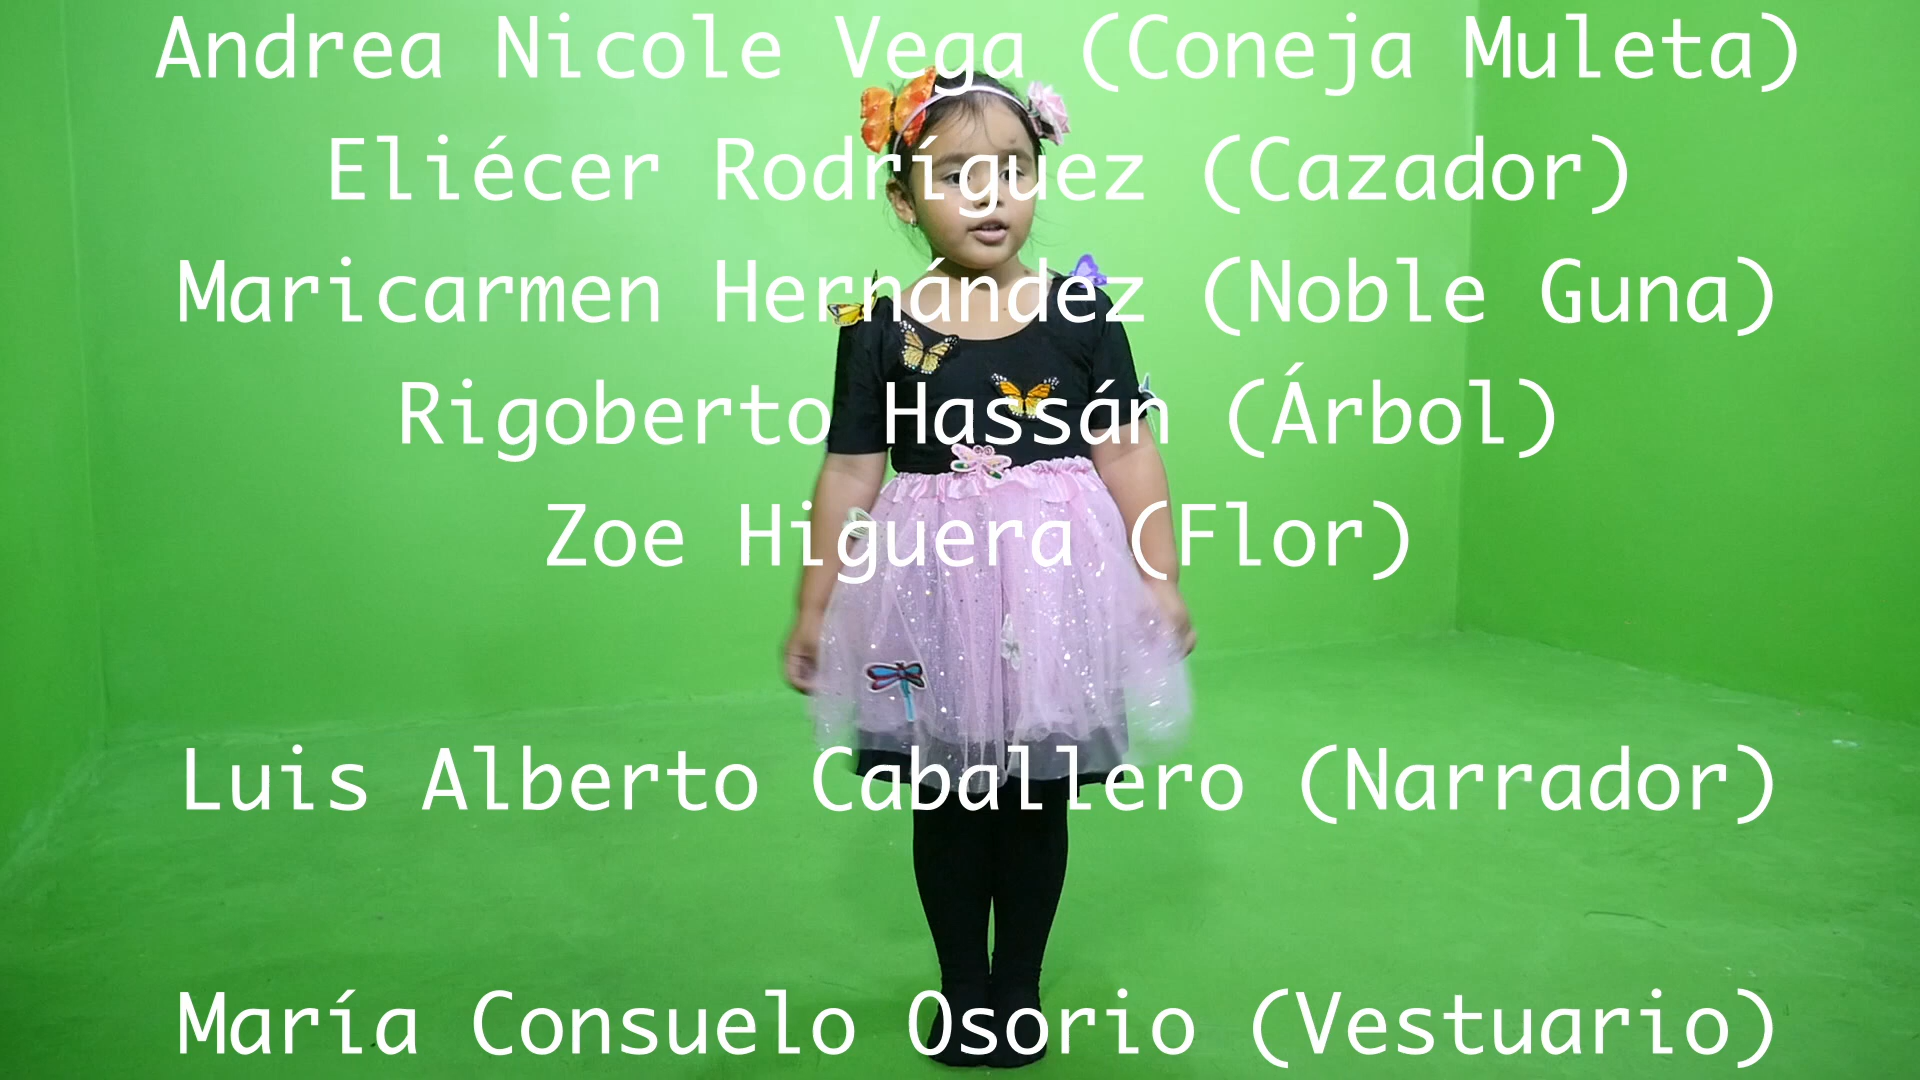 Andrea Nicole Vega (Coneja Muleta)
Eliécer Rodríguez (Cazador)
Maricarmen Hernández (Noble Guna)
Rigoberto Hassán (Árbol)
Zoe Higuera (Flor)
Luis Alberto Caballero (Narrador)
María Consuelo Osorio (Vestuario)